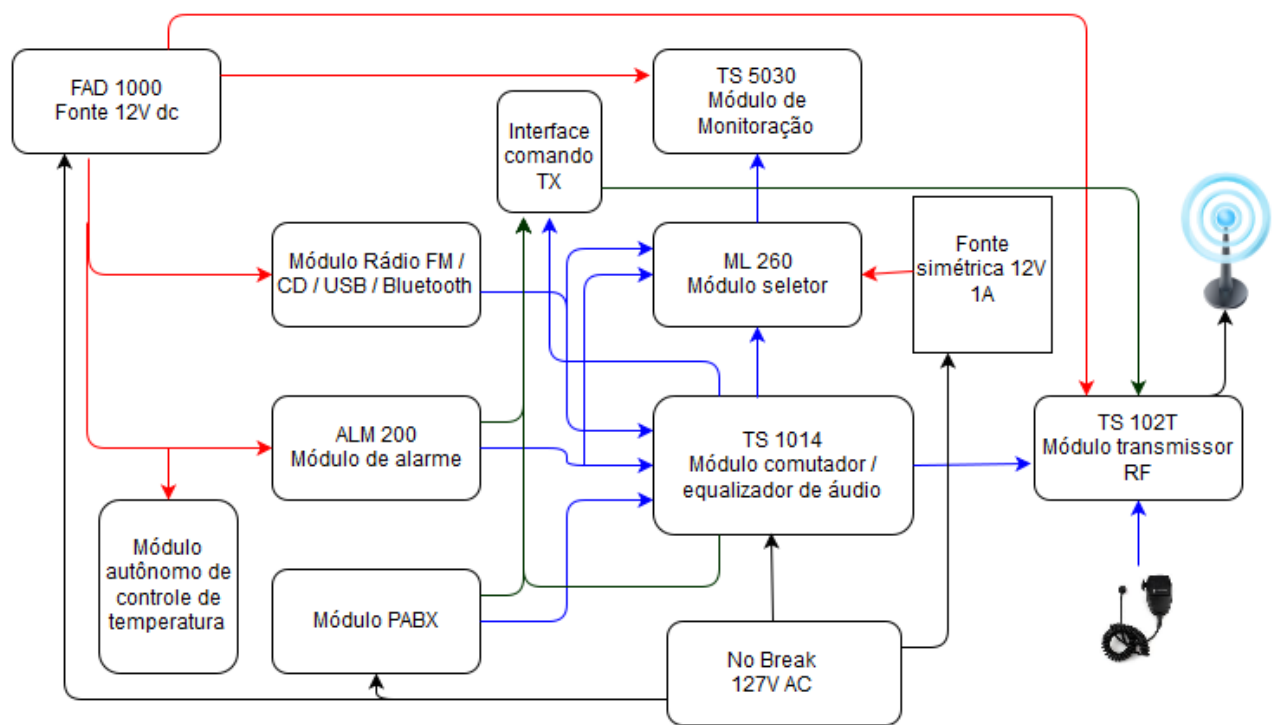 FAD 1000
Fonte 12V dc
TS 5030
Módulo de
Monitoração
Interface
comando
TX
Módulo Rádio FM /
CD / USB / Bluetooth
ML 260
Módulo seletor
Fonte
simétrica 12V
1A
ALM 200
Módulo de alarme
TS 1014
Módulo comutador /
equalizador de áudio
TS 102T
Módulo transmissor
RF
Módulo
autônomo de
controle de
temperatura
Módulo PABX
No Break
127V AC